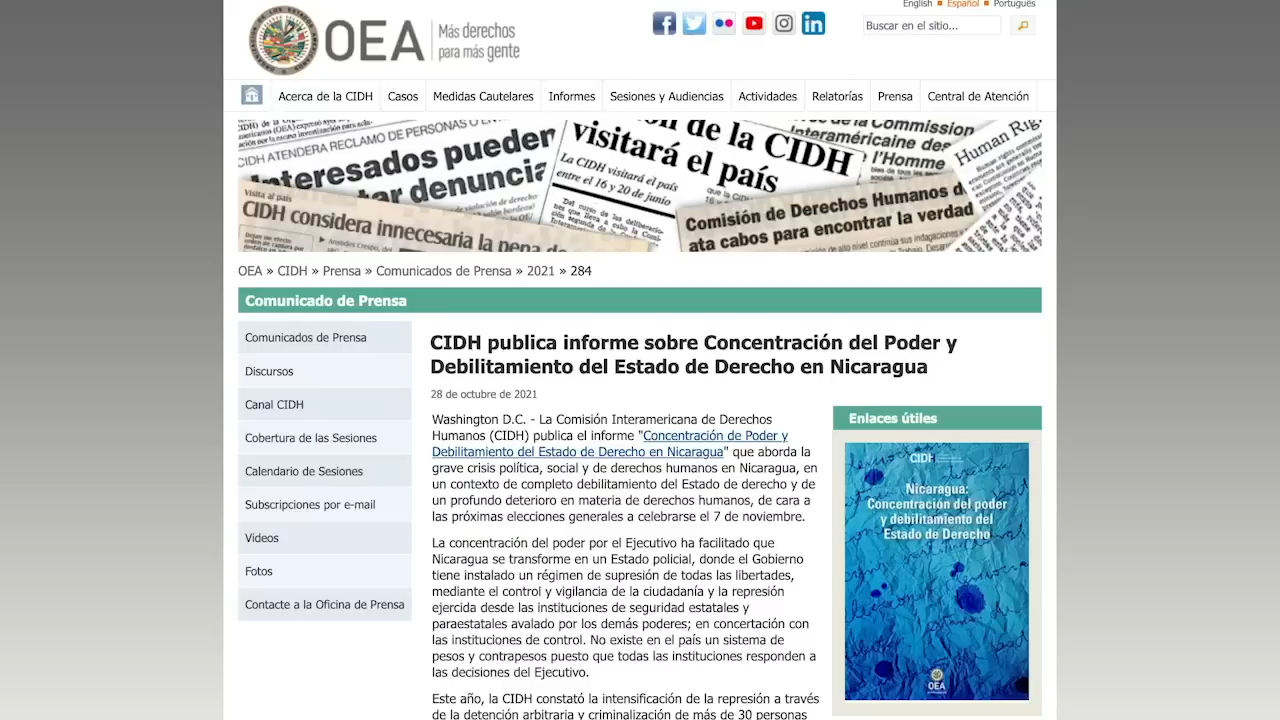 English Español Português
OEA
Más derechos
para más gente
Buscar en el sitio...
Acerca de la CIDH Casos Medidas Cautelares Informes Sesiones y Audiencias Actividades Relatorías Prensa Central de Atención
CIDH ATENDERA RECLAMO DE PERSONAS O
Interesados pueden
denuncia
Visita al país
CIDH considera innecesaria la pena de
ón de la CIDH
visitará el país
La CIDH visitará el país
entre el 16 y 20 de junio
de la Commission
Interaméricaine des
l'Homme
Human Rig
Comisión de Derechos Humanos
ata cabos para encontrar la verdad
OEA » CIDH » Prensa » Comunicados de Prensa » 2021 » 284
Comunicado de Prensa
Comunicados de Prensa
Discursos
Canal CIDH
Cobertura de las Sesiones
Calendario de Sesiones
Subscripciones por e-mail
Videos
Fotos
Contacte a la Oficina de Prensa
CIDH publica informe sobre Concentración del Poder y
Debilitamiento del Estado de Derecho en Nicaragua
28 de octubre de 2021
Washington D.C. - La Comisión Interamericana de Derechos
Humanos (CIDH) publica el informe "Concentración de Poder y
Debilitamiento del Estado de Derecho en Nicaragua" que aborda la
grave crisis política, social y de derechos humanos en Nicaragua, en
un contexto de completo debilitamiento del Estado de derecho y de
un profundo deterioro en materia de derechos humanos, de cara a
las próximas elecciones generales a celebrarse el 7 de noviembre.
La concentración del poder por el Ejecutivo ha facilitado que
Nicaragua se transforme en un Estado policial, donde el Gobierno
tiene instalado un régimen de supresión de todas las libertades,
mediante el control y vigilancia de la ciudadanía y la represión
ejercida desde las instituciones de seguridad estatales y
paraestatales avalado por los demás poderes; en concertación con
las instituciones de control. No existe en el país un sistema de
pesos y contrapesos puesto que todas las instituciones responden a
las decisiones del Ejecutivo.
Este año, la CIDH constató la intensificación de la represión a través
de la detención arbitraria y criminalización de más de 30 personas
Enlaces útiles
CIDH
Nicaragua:
Concentración del poder
y debilitamiento del
Estado de Derecho
OEA